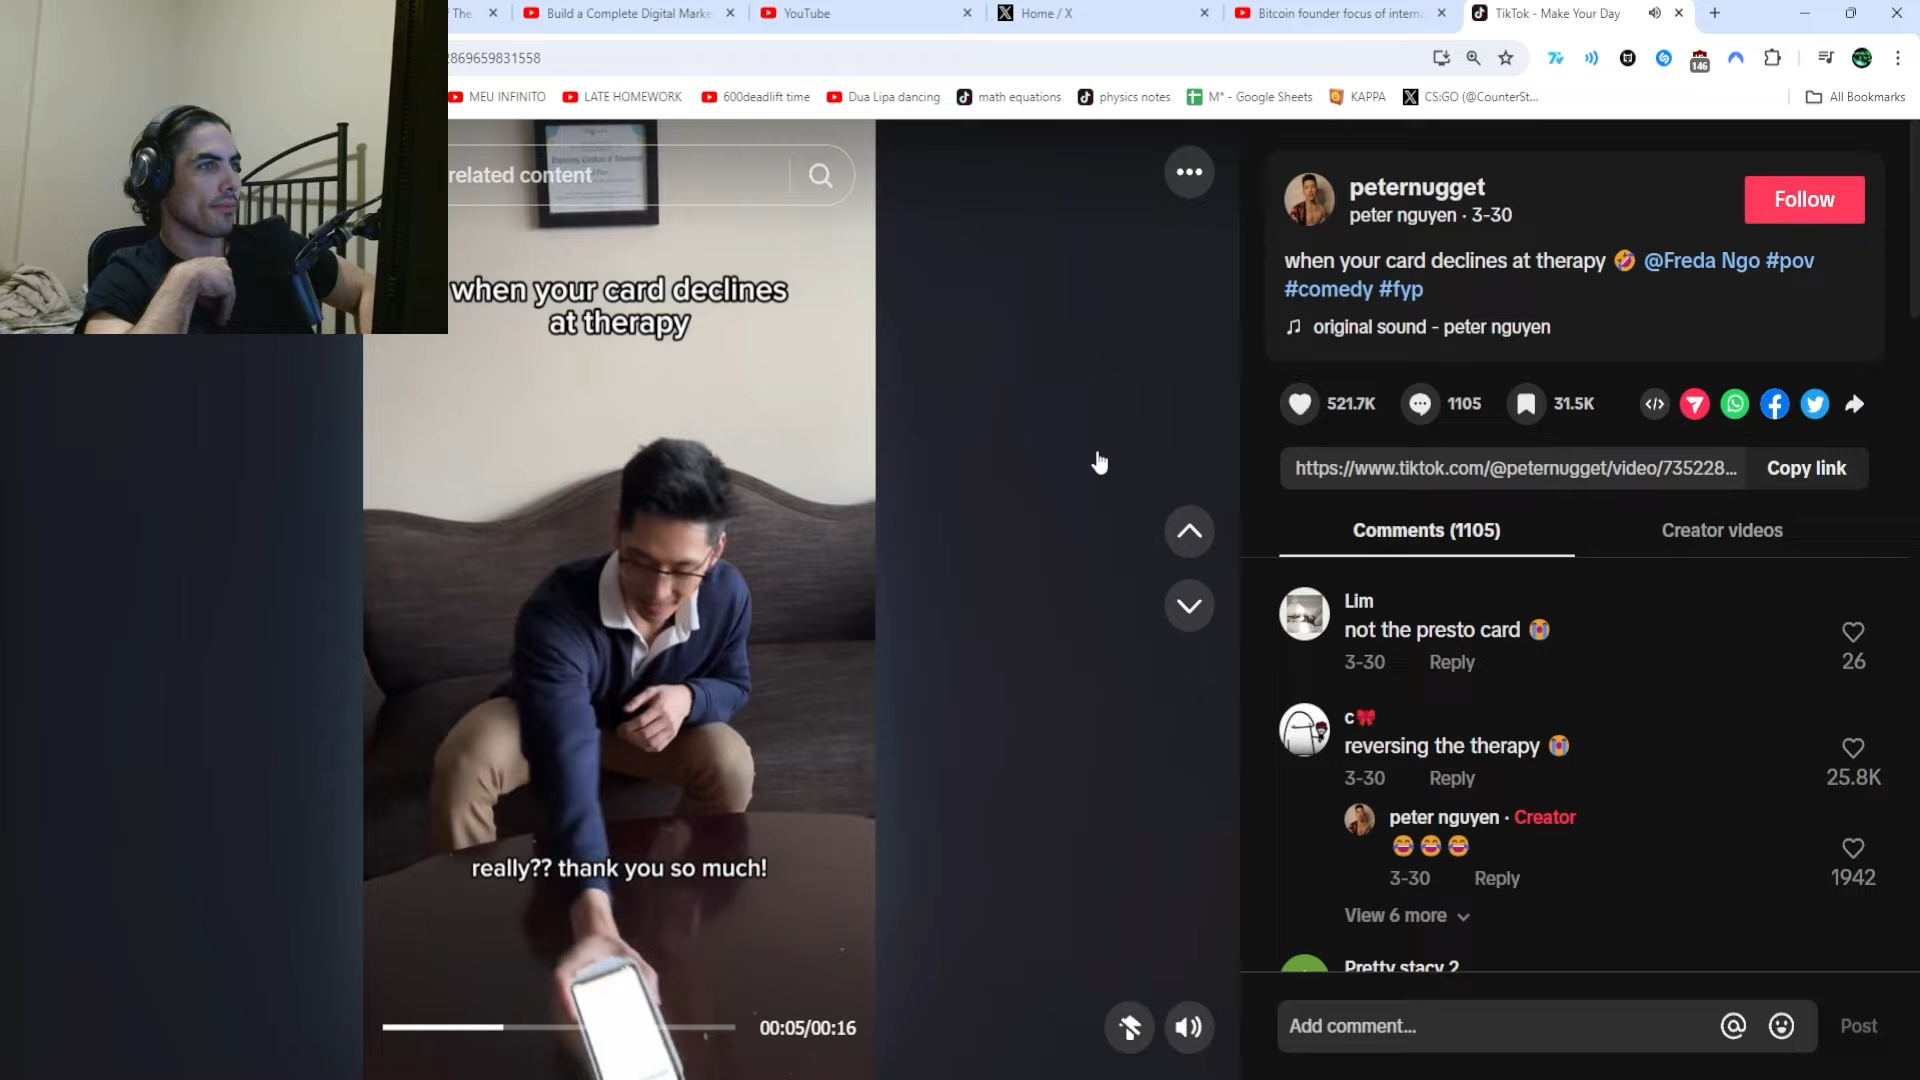 The
Build a Complete Digital Marke
YouTube
Home / X
Bitcoin founder focus of intern
TikTok - Make Your Day
869659831558
146
MEU INFINITO
LATE HOMEWORK
600deadlift time
Dua Lipa dancing
math equations
physics notes
M* - Google Sheets
KAPPA
CS:GO (@CounterSt...
All Bookmarks
related content
when your card declines
at therapy
really?? thank you so much!
00:05/00:16
peternugget
peter nguyen · 3-30
Follow
when your card declines at therapy 🤣 @Freda Ngo #pov
#comedy #fyp
original sound - peter nguyen
521.7K
1105
31.5K
https://www.tiktok.com/@peternugget/video/735228...
Copy link
Comments (1105)
Creator videos
Lim
not the presto card 😭
3-30 Reply
26
c🎀
reversing the therapy 😭
3-30 Reply
25.8K
peter nguyen · Creator
😂 😂 😂
3-30 Reply
1942
View 6 more
Pretty stacy 2
Add comment...
Post